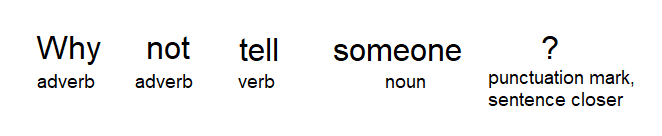 Why not tell someone ?
adverb adverb verb noun punctuation mark,
sentence closer